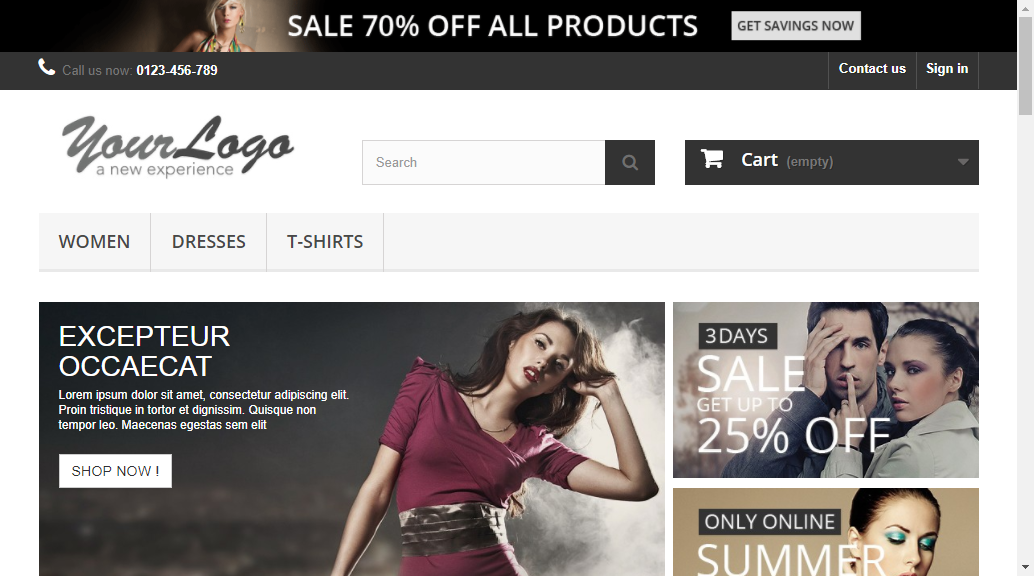 SALE 70% OFF ALL PRODUCTS
GET SAVINGS NOW
Call us now: 0123-456-789
Contact us
Sign in
YourLogo
a new experience
Search
Cart (empty)
WOMEN
DRESSES
T-SHIRTS
EXCEPTEUR
OCCAECAT
Lorem ipsum dolor sit amet, consectetur adipiscing elit.
Proin tristique in tortor et dignissim. Quisque non
tempor leo. Maecenas egestas sem elit
SHOP NOW !
3 DAYS
SALE
GET UP TO
25% OFF
ONLY ONLINE
SUMMER